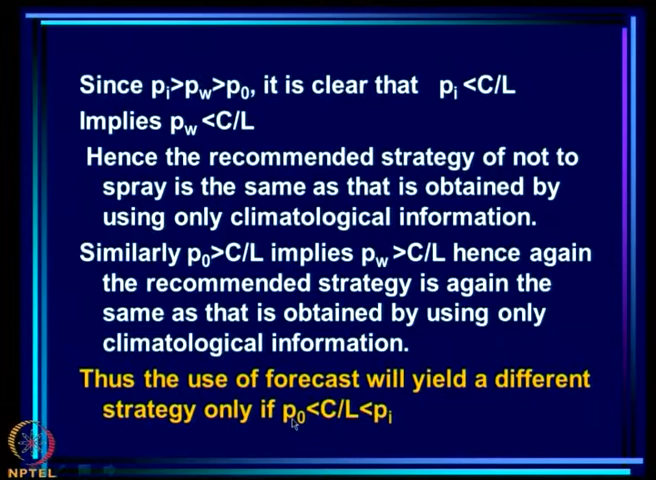 Since pᵢ>p_w>p₀, it is clear that pᵢ <C/L
Implies p_w <C/L
Hence the recommended strategy of not to
spray is the same as that is obtained by
using only climatological information.
Similarly p₀>C/L implies p_w >C/L hence again
the recommended strategy is again the
same as that is obtained by using only
climatological information.
Thus the use of forecast will yield a different
strategy only if p₀<C/L<pᵢ
NPTEL